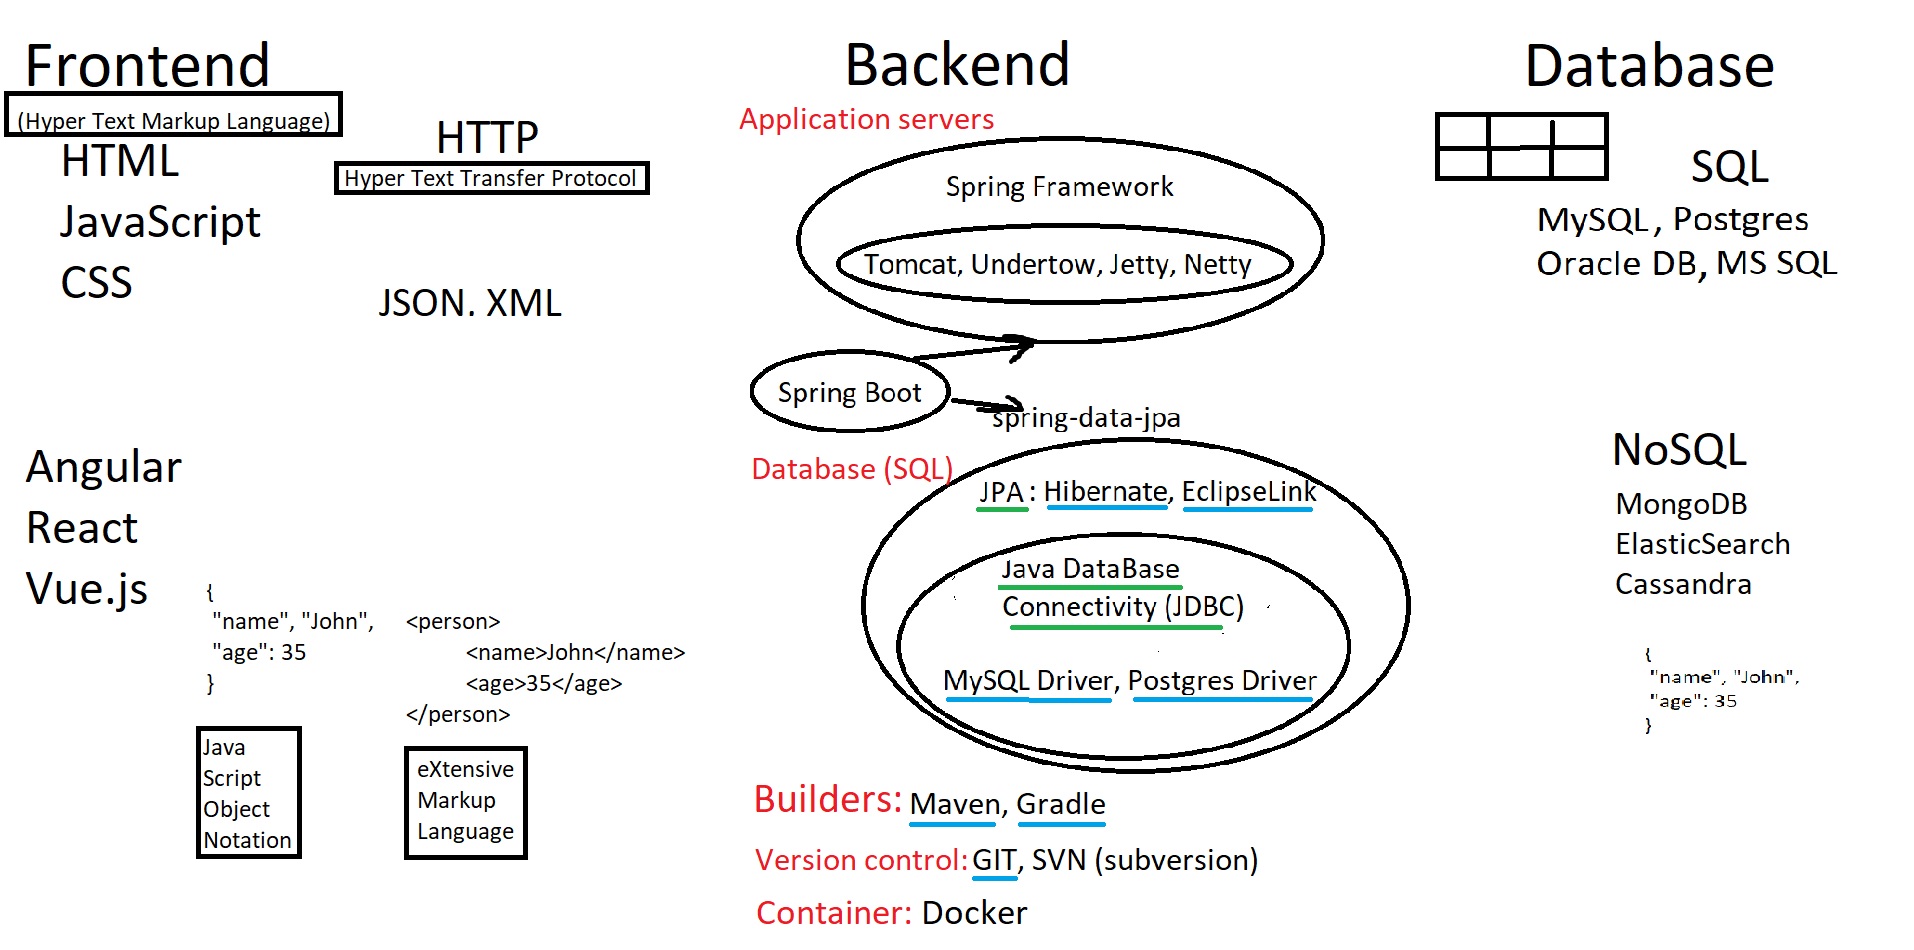 Frontend
(Hyper Text Markup Language)
HTML
JavaScript
CSS
HTTP
Hyper Text Transfer Protocol
JSON. XML
Angular
React
Vue.js
{
"name", "John",
"age": 35
}
<person>
<name>John</name>
<age>35</age>
</person>
Java
Script
Object
Notation
eXtensive
Markup
Language
Backend
Application servers
Spring Framework
Tomcat, Undertow, Jetty, Netty
Spring Boot
spring-data-jpa
Database (SQL)
JPA : Hibernate, EclipseLink
Java DataBase
Connectivity (JDBC)
MySQL Driver, Postgres Driver
Builders: Maven, Gradle
Version control: GIT, SVN (subversion)
Container: Docker
Database
SQL
MySQL, Postgres
Oracle DB, MS SQL
NoSQL
MongoDB
ElasticSearch
Cassandra
{
"name", "John",
"age": 35
}